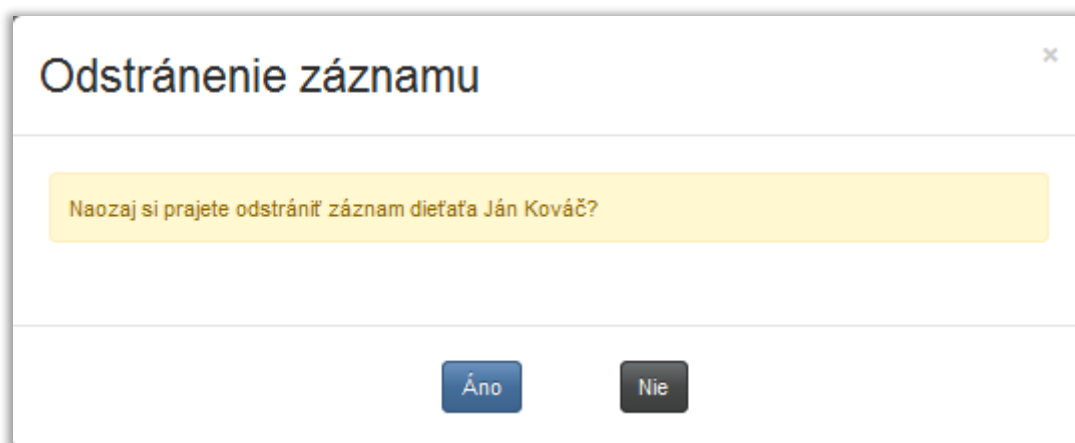 Odstránenie záznamu
×
Naozaj si prajete odstrániť záznam dieťaťa Ján Kováč?
Áno
Nie